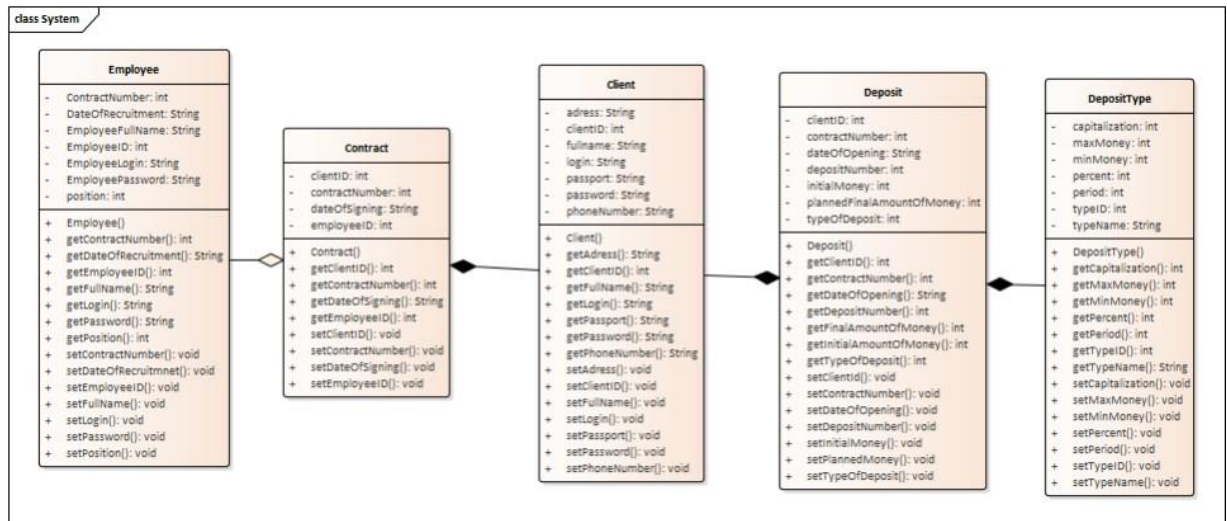 class System
Employee
- ContractNumber: int
- DateOfRecruitment: String
- EmployeeFullName: String
- EmployeeID: int
- EmployeeLogin: String
- EmployeePassword: String
- position: int
+ Employee()
+ getContractNumber(): int
+ getDateOfRecruitment(): String
+ getEmployeeID(): int
+ getFullName(): String
+ getLogin(): String
+ getPassword(): String
+ getPosition(): int
+ setContractNumber(): void
+ setDateOfRecruitmnet(): void
+ setEmployeeID(): void
+ setFullName(): void
+ setLogin(): void
+ setPassword(): void
+ setPosition(): void
Contract
- clientID: int
- contractNumber: int
- dateOfSigning: String
- employeeID: int
+ Contract()
+ getClientID(): int
+ getContractNumber(): int
+ getDateOfSigning(): String
+ getEmployeeID(): int
+ setClientID(): void
+ setContractNumber(): void
+ setDateOfSigning(): void
+ setEmployeeID(): void
Client
- adress: String
- clientID: int
- fullname: String
- login: String
- passport: String
- password: String
- phoneNumber: String
+ Client()
+ getAdress(): String
+ getClientID(): int
+ getFullName(): String
+ getLogin(): String
+ getPassport(): String
+ getPassword(): String
+ getPhoneNumber(): String
+ setAdress(): void
+ setClientID(): void
+ setFullName(): void
+ setLogin(): void
+ setPassport(): void
+ setPassword(): void
+ setPhoneNumber(): void
Deposit
- clientID: int
- contractNumber: int
- dateOfOpening: String
- depositNumber: int
- initialMoney: int
- plannedFinalAmountOfMoney: int
- typeOfDeposit: int
+ Deposit()
+ getClientID(): int
+ getContractNumber(): int
+ getDateOfOpening(): String
+ getDepositNumber(): int
+ getFinalAmountOfMoney(): int
+ getInitialAmountOfMoney(): int
+ getTypeOfDeposit(): int
+ setClientId(): void
+ setContractNumber(): void
+ setDateOfOpening(): void
+ setDepositNumber(): void
+ setInitialMoney(): void
+ setPlannedMoney(): void
+ setTypeOfDeposit(): void
DepositType
- capitalization: int
- maxMoney: int
- minMoney: int
- percent: int
- period: int
- typeID: int
- typeName: String
+ DepositType()
+ getCapitalization(): int
+ getMaxMoney(): int
+ getMinMoney(): int
+ getPercent(): int
+ getPeriod(): int
+ getTypeID(): int
+ getTypeName(): String
+ setCapitalization(): void
+ setMaxMoney(): void
+ setMinMoney(): void
+ setPercent(): void
+ setPeriod(): void
+ setTypeID(): void
+ setTypeName(): void